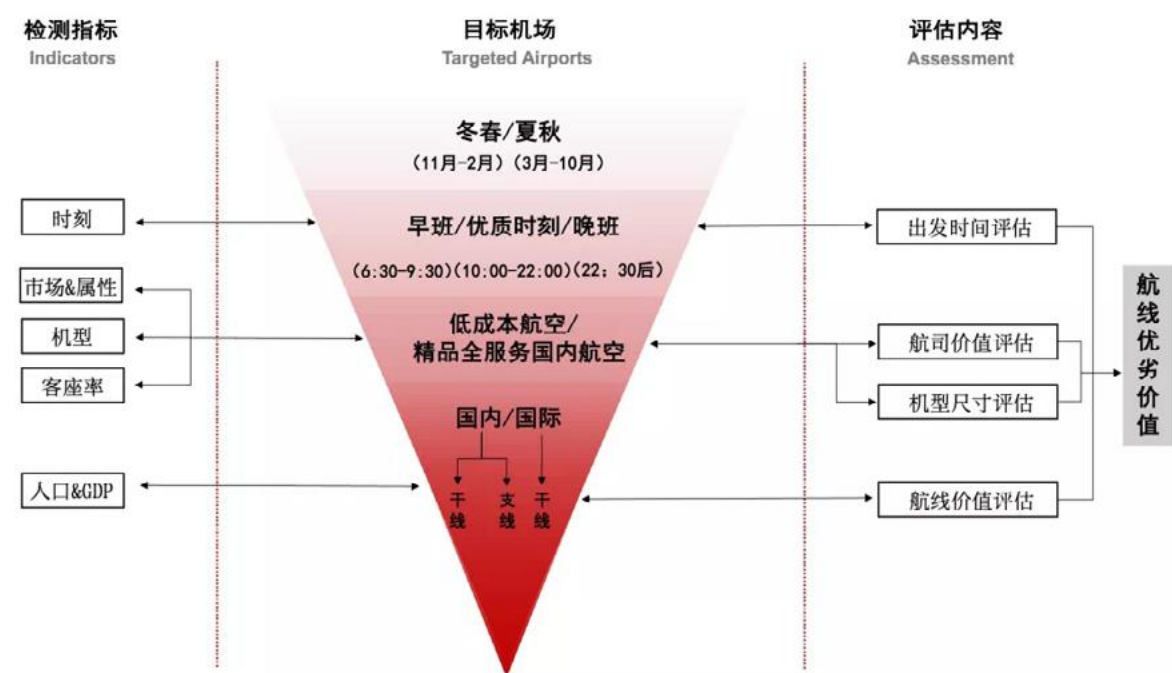 检测指标
Indicators
目标机场
Targeted Airports
评估内容
Assessment
冬春/夏秋
(11月-2月)(3月-10月)
时刻
早班/优质时刻/晚班
(6:30-9:30)(10:00-22:00)(22：30后)
出发时间评估
市场&属性
机型
客座率
低成本航空/
精品全服务国内航空
航司价值评估
机型尺寸评估
航线优劣价值
国内/国际
干线
支线
干线
人口&GDP
航线价值评估